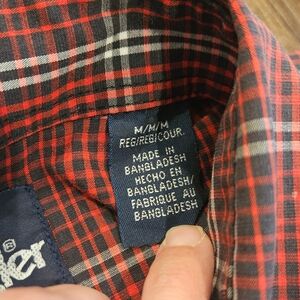 M/M/M
REG/REG/COUR.
MADE IN
BANGLADESH
HECHO EN
BANGLADESH/
FABRIQUE AU
BANGLADESH
®